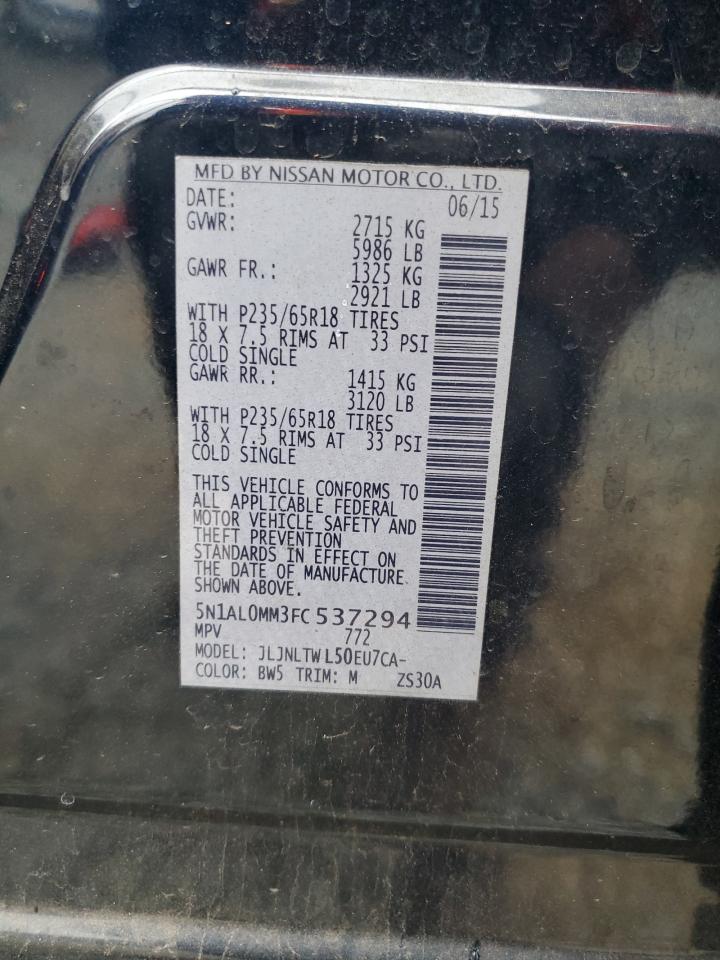 MFD BY NISSAN MOTOR CO., LTD.
DATE: 06/15
GVWR: 2715 KG
5986 LB
GAWR FR.: 1325 KG
2921 LB
WITH P235/65R18 TIRES
18 X 7.5 RIMS AT 33 PSI
COLD SINGLE
GAWR RR.: 1415 KG
3120 LB
WITH P235/65R18 TIRES
18 X 7.5 RIMS AT 33 PSI
COLD SINGLE
THIS VEHICLE CONFORMS TO
ALL APPLICABLE FEDERAL
MOTOR VEHICLE SAFETY AND
THEFT PREVENTION
STANDARDS IN EFFECT ON
THE DATE OF MANUFACTURE
SHOWN ABOVE.
5N1AL0MM3FC537294
MPV 772
MODEL: JLJNLTWL50EU7CA-
COLOR: BW5 TRIM: M ZS30A